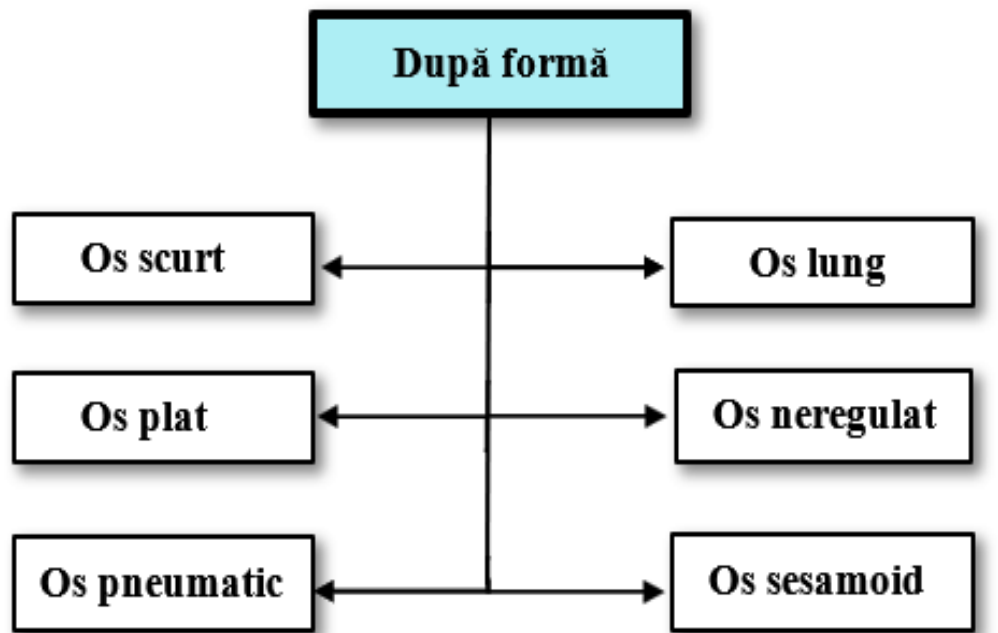 După formă
Os scurt
Os lung
Os plat
Os neregulat
Os pneumatic
Os sesamoid